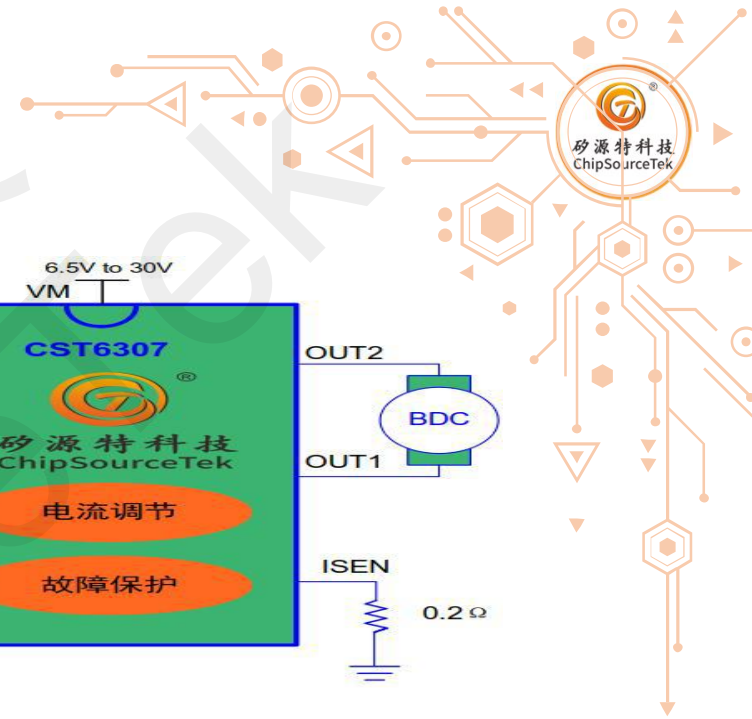 ®
矽源特科技
ChipSourceTek
6.5V to 30V
VM
CST6307
OUT2
®
BDC
矽源特科技
ChipSourceTek
OUT1
电流调节
ISEN
故障保护
0.2 Ω